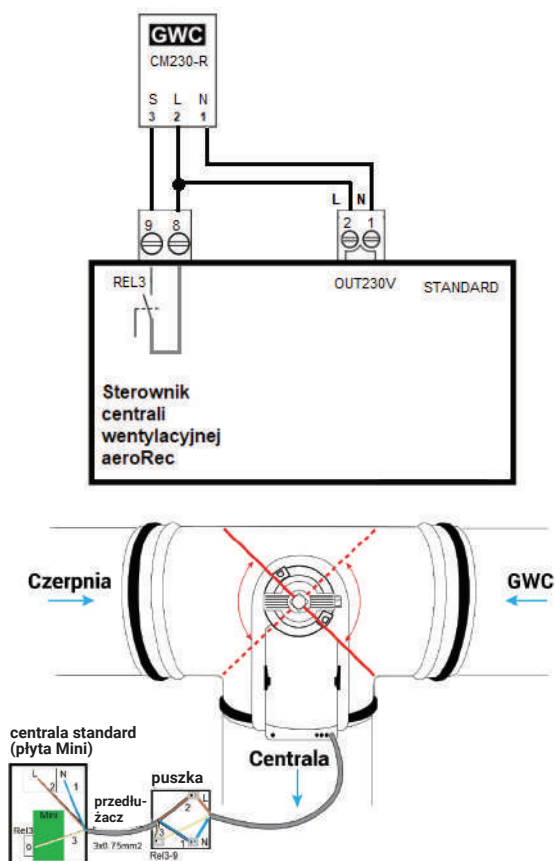 GWC
CM230-R
S L N
3 2 1
L N
9 8
2 1
REL3
OUT230V STANDARD
Sterownik
centrali
wentylacyjnej
aeroRec
Czerpnia
GWC
Centrala
centrala standard
(płyta Mini)
puszka
przedłu-
żacz
3x0.75mm2
L N
2 1
Mini
Rel3
9 3
L
2
3
1 N
Rel3-9